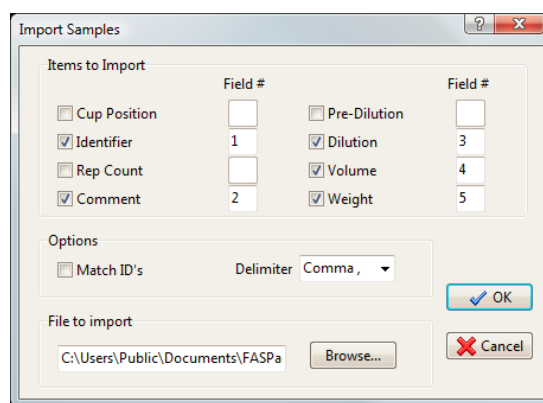 Import Samples
?
Items to Import
Field # Field #
Cup Position Pre-Dilution
Identifier 1 Dilution 3
Rep Count Volume 4
Comment 2 Weight 5
Options
Match ID's Delimiter Comma ,
OK
File to import
C:\Users\Public\Documents\FASPa Browse...
Cancel